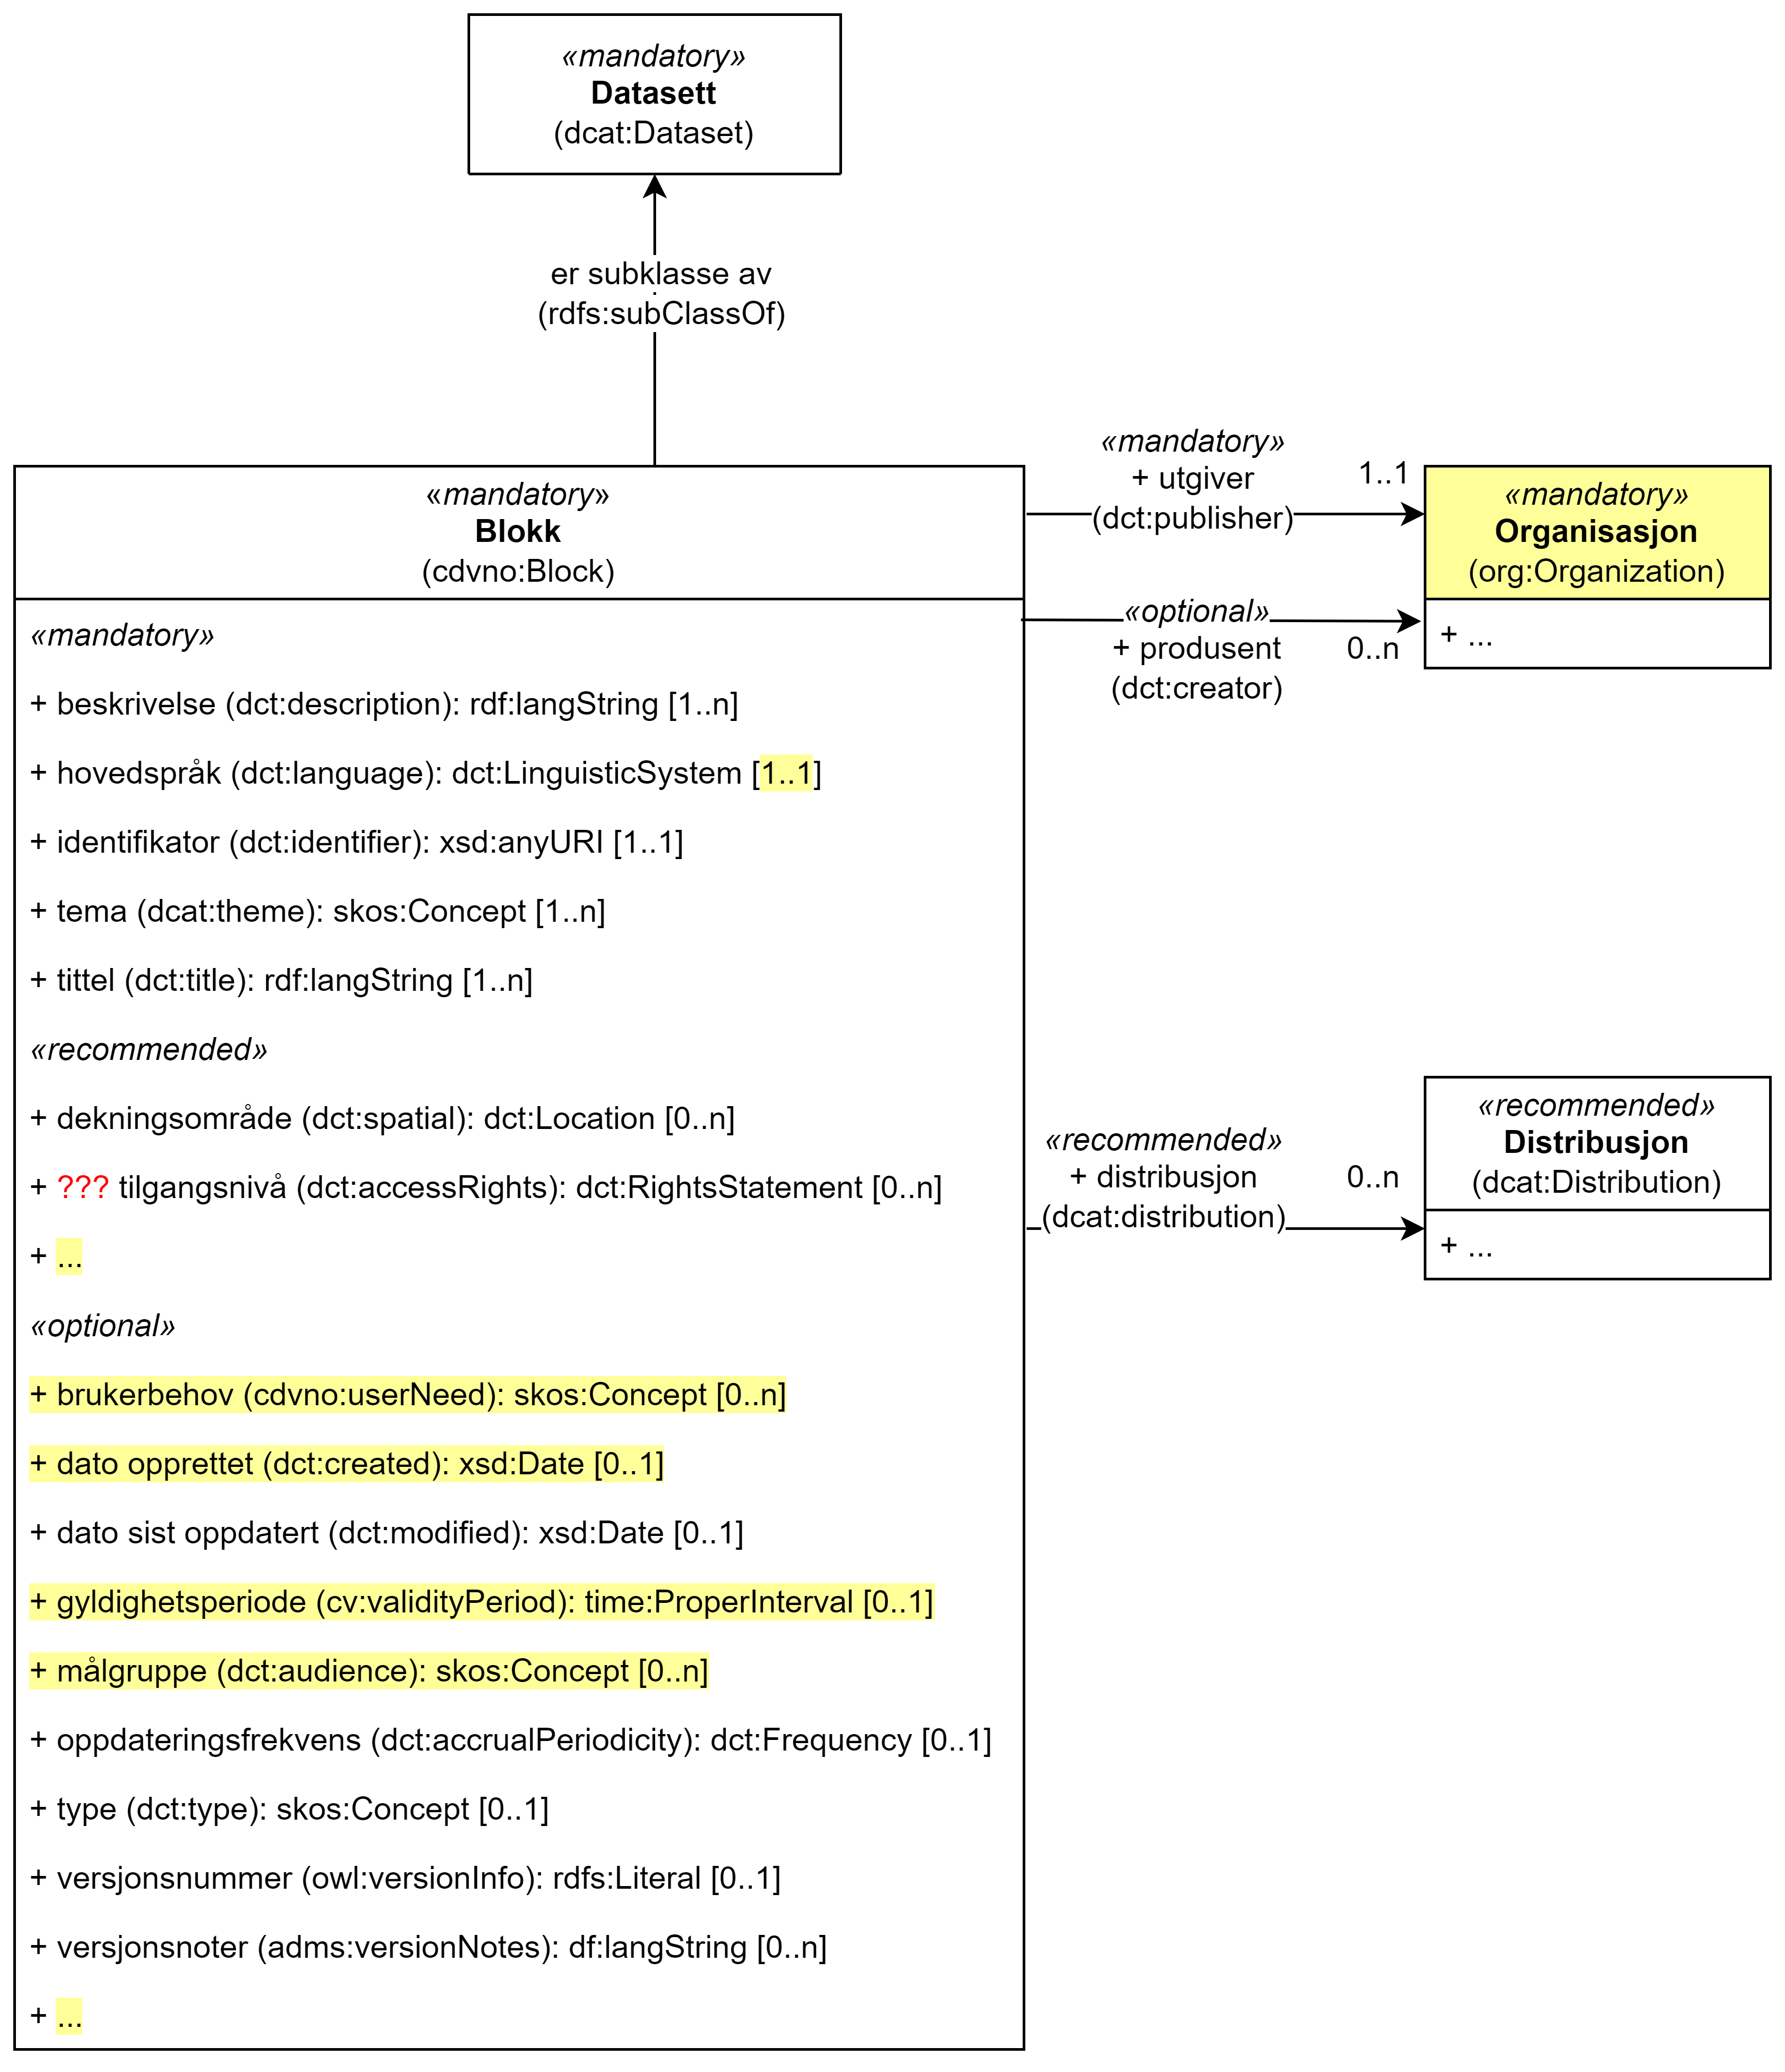 «mandatory»
Datasett
(dcat:Dataset)
er subklasse av
(rdfs:subClassOf)
«mandatory»
Blokk
(cdvno:Block)
«mandatory»
+ beskrivelse (dct:description): rdf:langString [1..n]
+ hovedspråk (dct:language): dct:LinguisticSystem [1..1]
+ identifikator (dct:identifier): xsd:anyURI [1..1]
+ tema (dcat:theme): skos:Concept [1..n]
+ tittel (dct:title): rdf:langString [1..n]
«recommended»
+ dekningsområde (dct:spatial): dct:Location [0..n]
+ ??? tilgangsnivå (dct:accessRights): dct:RightsStatement [0..n]
+ ...
«optional»
+ brukerbehov (cdvno:userNeed): skos:Concept [0..n]
+ dato opprettet (dct:created): xsd:Date [0..1]
+ dato sist oppdatert (dct:modified): xsd:Date [0..1]
+ gyldighetsperiode (cv:validityPeriod): time:ProperInterval [0..1]
+ målgruppe (dct:audience): skos:Concept [0..n]
+ oppdateringsfrekvens (dct:accrualPeriodicity): dct:Frequency [0..1]
+ type (dct:type): skos:Concept [0..1]
+ versjonsnummer (owl:versionInfo): rdfs:Literal [0..1]
+ versjonsnoter (adms:versionNotes): df:langString [0..n]
+ ...
«mandatory»
+ utgiver
(dct:publisher)
1..1
«optional»
+ produsent
(dct:creator)
0..n
«mandatory»
Organisasjon
(org:Organization)
+ ...
«recommended»
+ distribusjon
(dcat:distribution)
0..n
«recommended»
Distribusjon
(dcat:Distribution)
+ ...